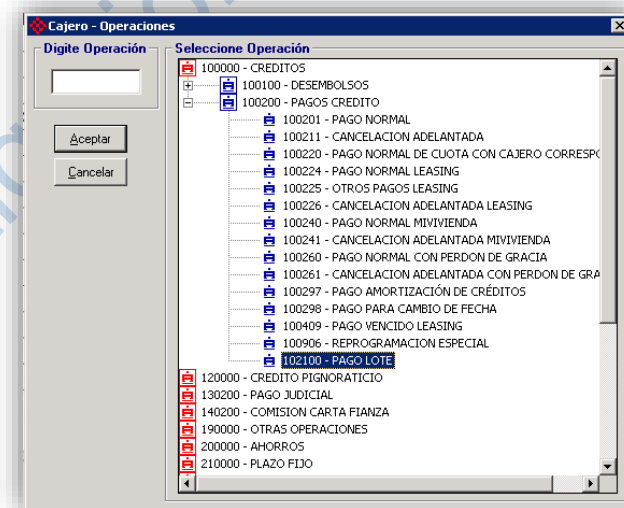 Cajero - Operaciones
Digite Operación
Aceptar
Cancelar
Seleccione Operación
100000 - CREDITOS
100100 - DESEMBOLSOS
100200 - PAGOS CREDITO
100201 - PAGO NORMAL
100211 - CANCELACION ADELANTADA
100220 - PAGO NORMAL DE CUOTA CON CAJERO CORRESPO
100224 - PAGO NORMAL LEASING
100225 - OTROS PAGOS LEASING
100226 - CANCELACION ADELANTADA LEASING
100240 - PAGO NORMAL MIVIVIENDA
100241 - CANCELACION ADELANTADA MIVIVIENDA
100260 - PAGO NORMAL CON PERDON DE GRACIA
100261 - CANCELACION ADELANTADA CON PERDON DE GRA
100297 - PAGO AMORTIZACIÓN DE CRÉDITOS
100298 - PAGO PARA CAMBIO DE FECHA
100409 - PAGO VENCIDO LEASING
100906 - REPROGRAMACION ESPECIAL
102100 - PAGO LOTE
120000 - CREDITO PIGNORATICIO
130200 - PAGO JUDICIAL
140200 - COMISION CARTA FIANZA
190000 - OTRAS OPERACIONES
200000 - AHORROS
210000 - PLAZO FIJO